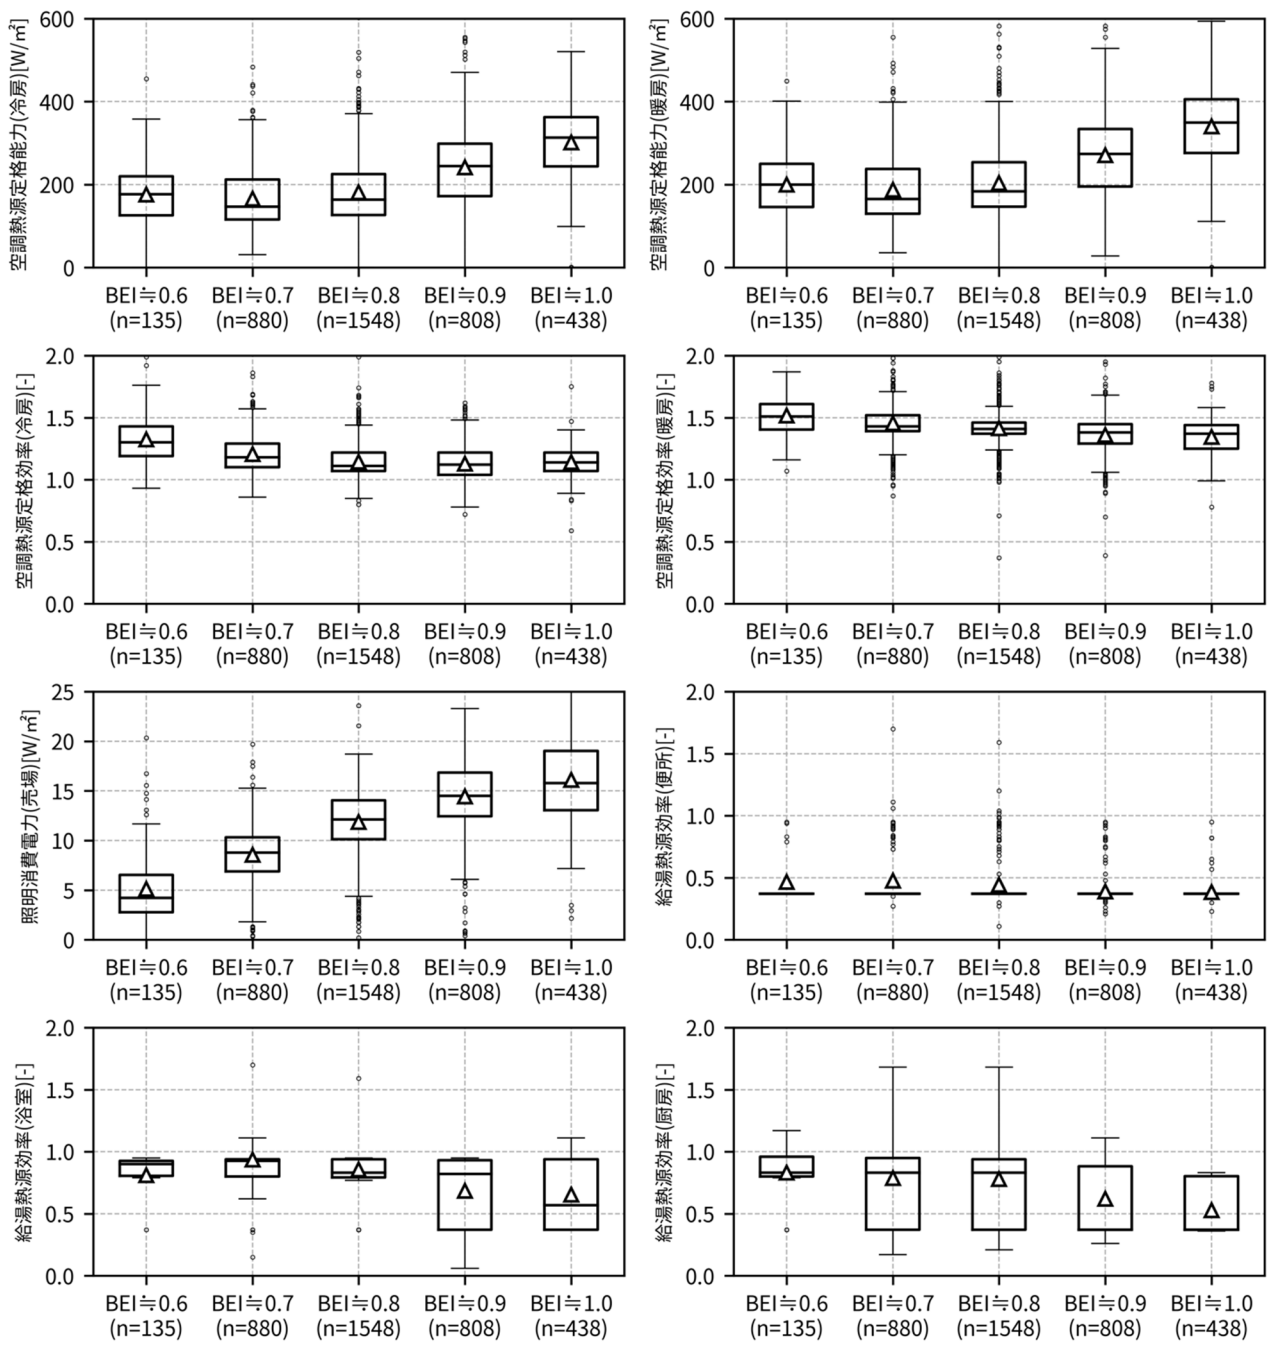 空調熱源定格能力(冷房)[W/㎡]
600
400
200
0
BEI≒0.6 BEI≒0.7 BEI≒0.8 BEI≒0.9 BEI≒1.0
(n=135) (n=880) (n=1548) (n=808) (n=438)
空調熱源定格能力(暖房)[W/㎡]
600
400
200
0
BEI≒0.6 BEI≒0.7 BEI≒0.8 BEI≒0.9 BEI≒1.0
(n=135) (n=880) (n=1548) (n=808) (n=438)
空調熱源定格効率(冷房)[-]
2.0
1.5
1.0
0.5
0.0
BEI≒0.6 BEI≒0.7 BEI≒0.8 BEI≒0.9 BEI≒1.0
(n=135) (n=880) (n=1548) (n=808) (n=438)
空調熱源定格効率(暖房)[-]
2.0
1.5
1.0
0.5
0.0
BEI≒0.6 BEI≒0.7 BEI≒0.8 BEI≒0.9 BEI≒1.0
(n=135) (n=880) (n=1548) (n=808) (n=438)
照明消費電力(売場)[W/㎡]
25
20
15
10
5
0
BEI≒0.6 BEI≒0.7 BEI≒0.8 BEI≒0.9 BEI≒1.0
(n=135) (n=880) (n=1548) (n=808) (n=438)
給湯熱源効率(便所)[-]
2.0
1.5
1.0
0.5
0.0
BEI≒0.6 BEI≒0.7 BEI≒0.8 BEI≒0.9 BEI≒1.0
(n=135) (n=880) (n=1548) (n=808) (n=438)
給湯熱源効率(浴室)[-]
2.0
1.5
1.0
0.5
0.0
BEI≒0.6 BEI≒0.7 BEI≒0.8 BEI≒0.9 BEI≒1.0
(n=135) (n=880) (n=1548) (n=808) (n=438)
給湯熱源効率(厨房)[-]
2.0
1.5
1.0
0.5
0.0
BEI≒0.6 BEI≒0.7 BEI≒0.8 BEI≒0.9 BEI≒1.0
(n=135) (n=880) (n=1548) (n=808) (n=438)